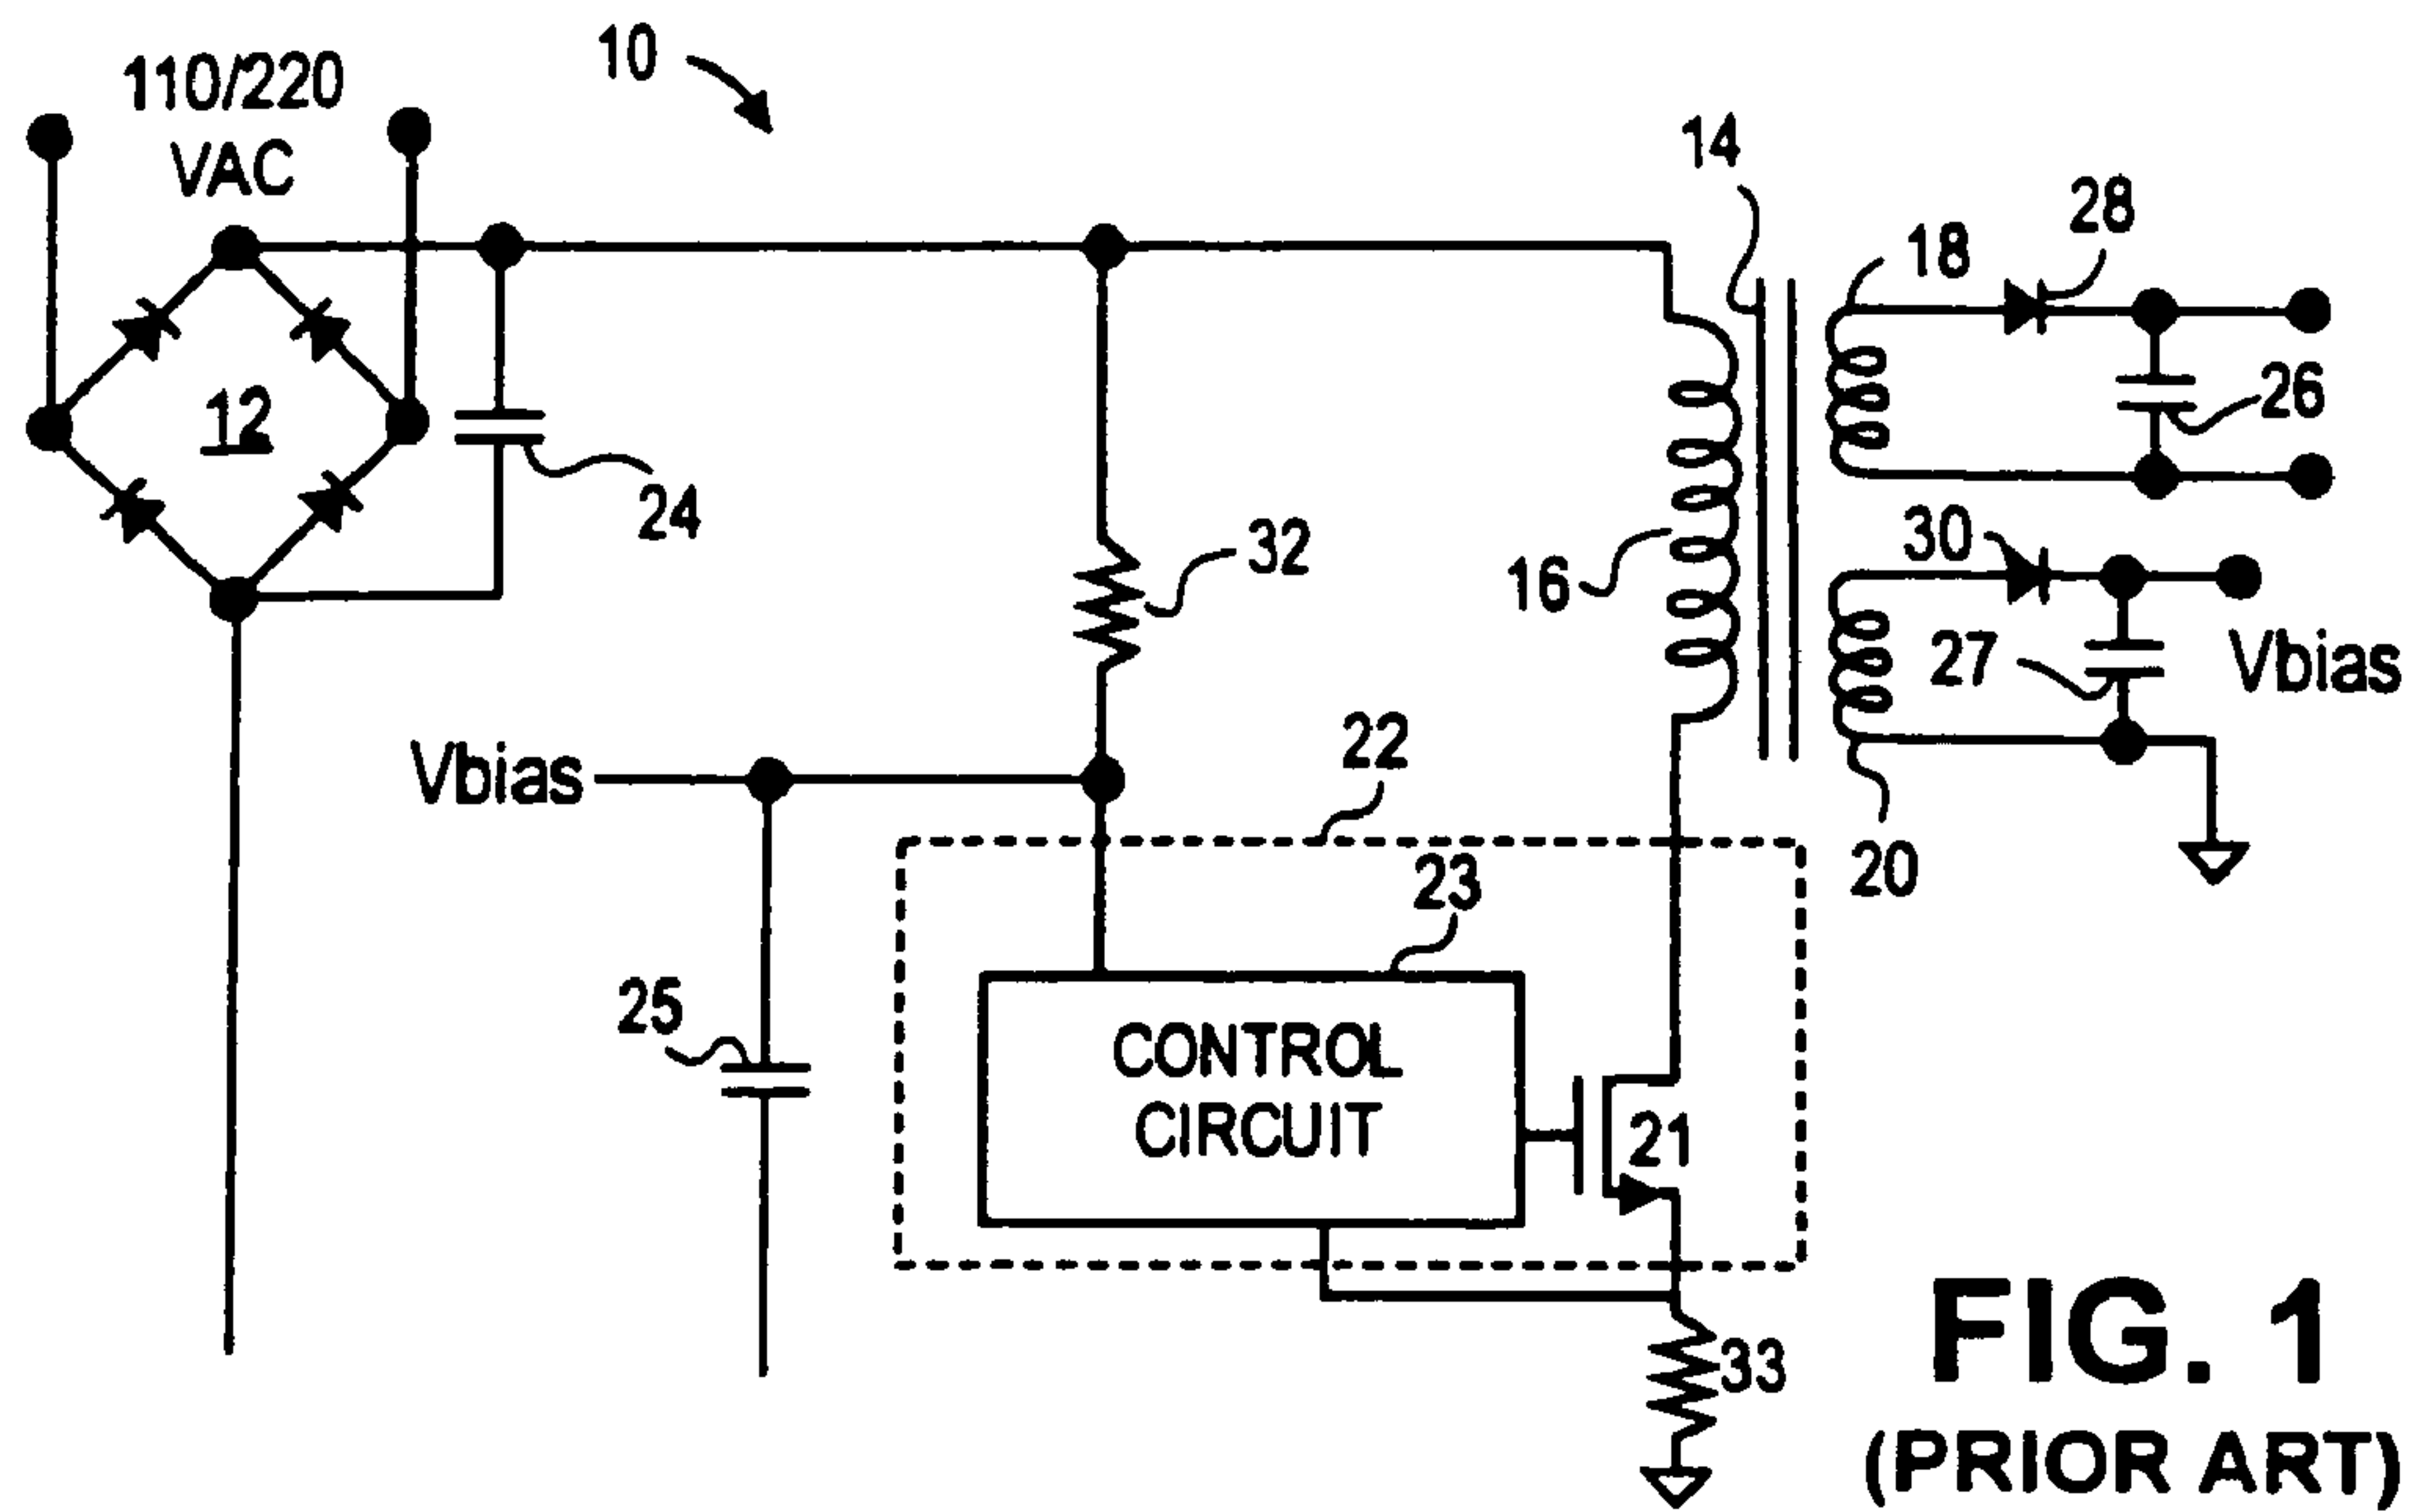 10
110/220
VAC
14
28
18
12
26
24
32
30
16
27
Vbias
22
Vbias
23
20
25
CONTROL
CIRCUIT
21
33
FIG. 1
(PRIOR ART)